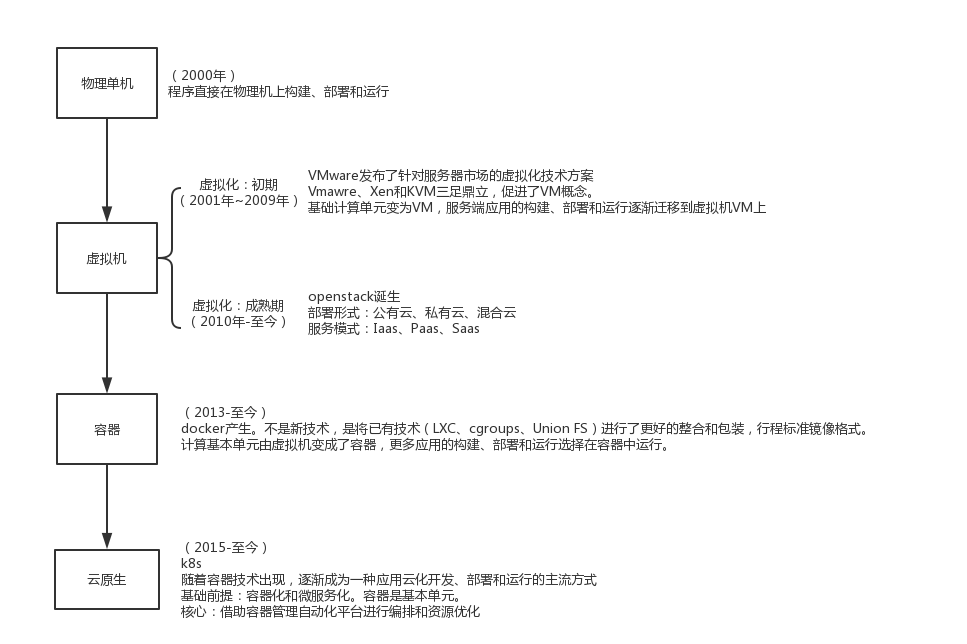 物理单机
（2000年）
程序直接在物理机上构建、部署和运行
虚拟机
虚拟化：初期
（2001年~2009年）
VMware发布了针对服务器市场的虚拟化技术方案
Vmawre、Xen和KVM三足鼎立，促进了VM概念。
基础计算单元变为VM，服务端应用的构建、部署和运行逐渐迁移到虚拟机VM上
虚拟化：成熟期
（2010年-至今）
openstack诞生
部署形式：公有云、私有云、混合云
服务模式：Iaas、Paas、Saas
容器
（2013-至今）
docker产生。不是新技术，是将已有技术（LXC、cgroups、Union FS）进行了更好的整合和包装，行程标准镜像格式。
计算基本单元由虚拟机变成了容器，更多应用的构建、部署和运行选择在容器中运行。
云原生
（2015-至今）
k8s
随着容器技术出现，逐渐成为一种应用云化开发、部署和运行的主流方式
基础前提：容器化和微服务化。容器是基本单元。
核心：借助容器管理自动化平台进行编排和资源优化